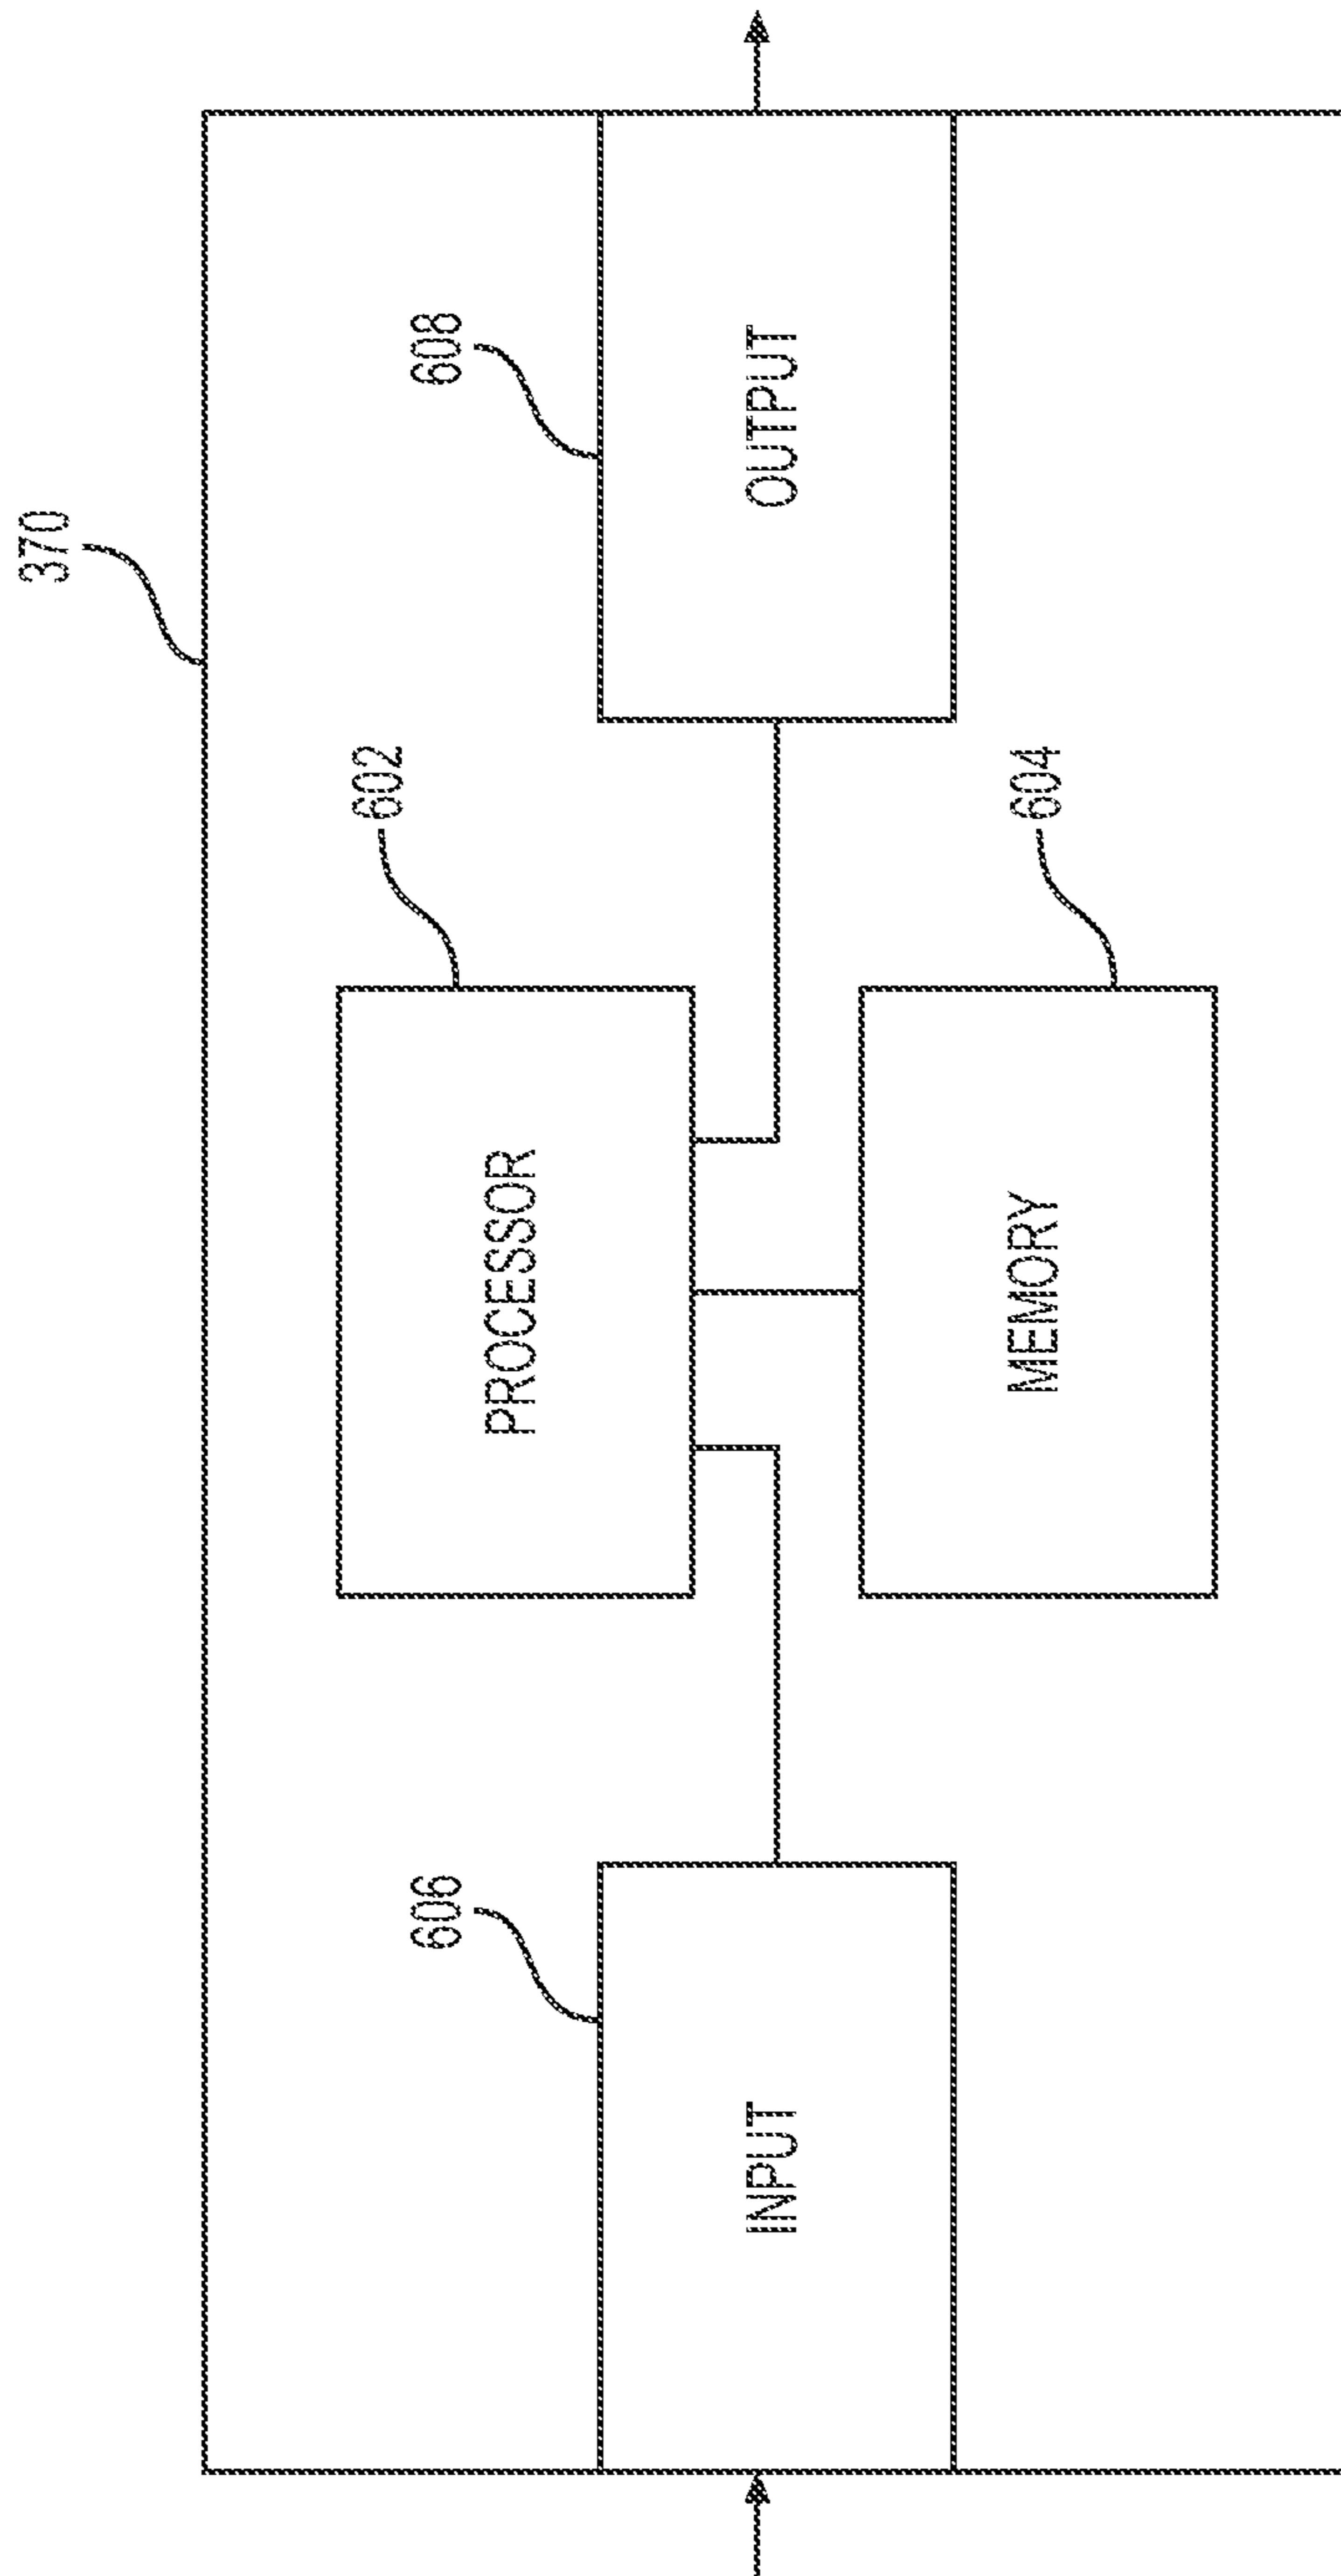 370
602
PROCESSOR
606
INPUT
608
OUTPUT
604
MEMORY